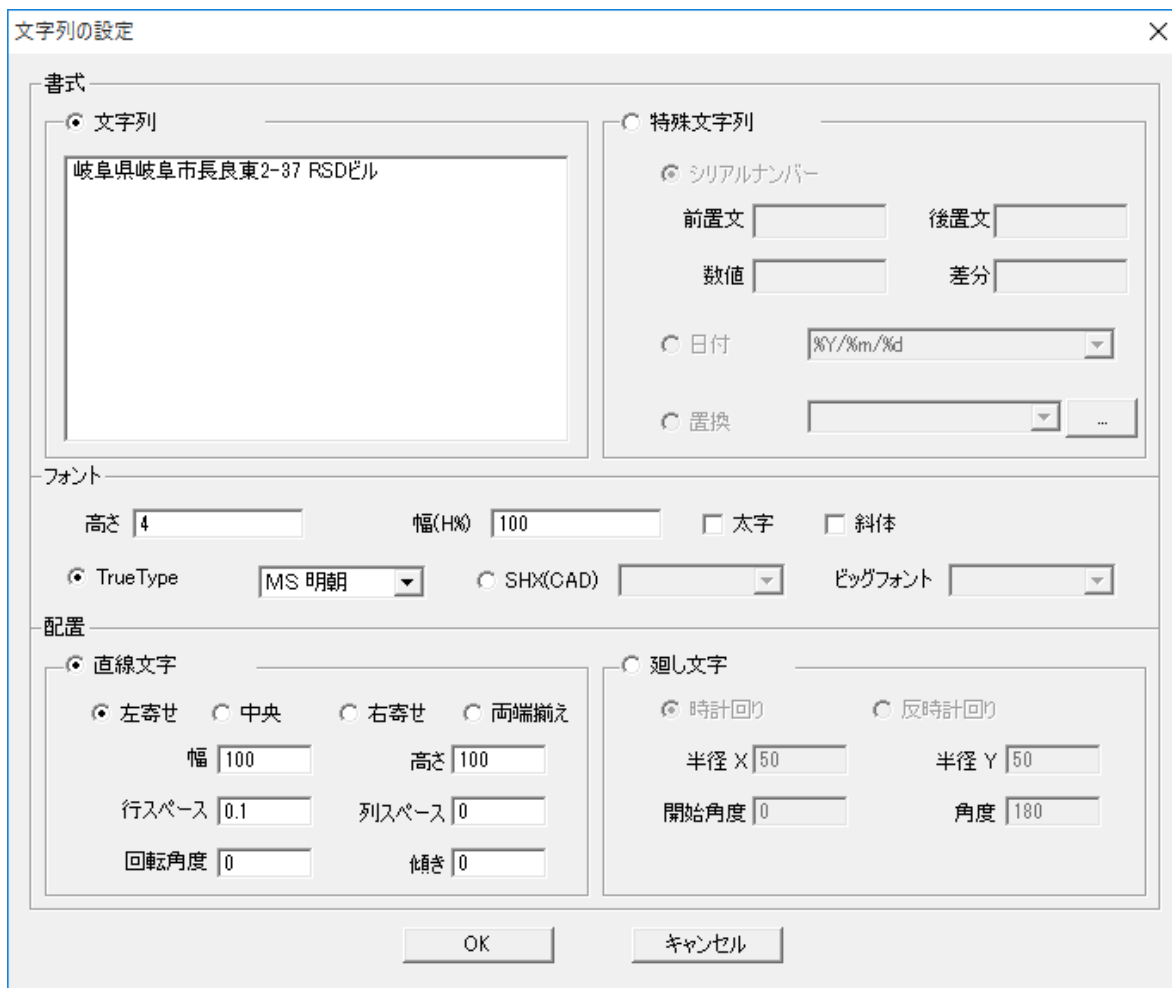 文字列の設定
書式
文字列
岐阜県岐阜市長良東2-37 RSDビル
特殊文字列
シリアルナンバー
前置文 後置文
数値 差分
日付 %Y/%m/%d
置換 ...
フォント
高さ 4 幅(H%) 100 太字 斜体
TrueType MS 明朝 SHX(CAD) ビッグフォント
配置
直線文字
左寄せ 中央 右寄せ 両端揃え
幅 100 高さ 100
行スペース 0.1 列スペース 0
回転角度 0 傾き 0
廻し文字
時計回り 反時計回り
半径 X 50 半径 Y 50
開始角度 0 角度 180
OK キャンセル